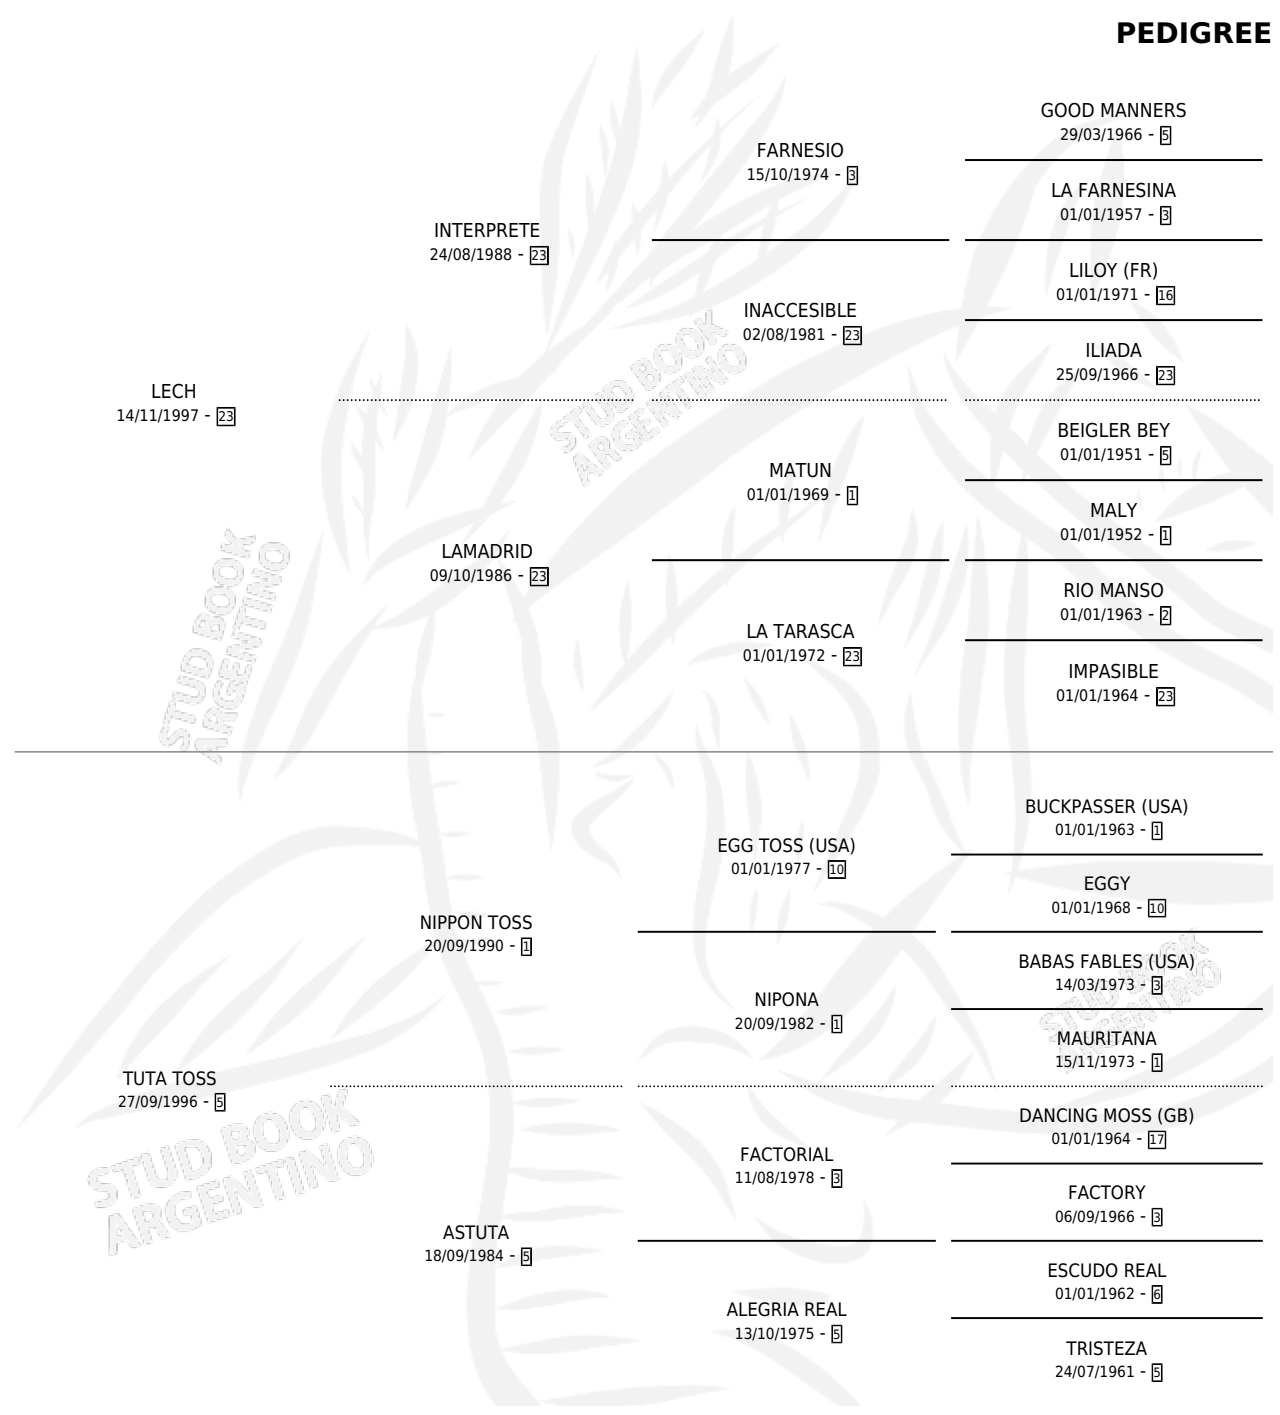 PEDIGREE
GOOD MANNERS
29/03/1966 - 5
FARNESIO
15/10/1974 - 3
LA FARNESINA
01/01/1957 - 3
INTERPRETE
24/08/1988 - 23
LILOY (FR)
01/01/1971 - 16
INACCESIBLE
02/08/1981 - 23
ILIADA
25/09/1966 - 23
LECH
14/11/1997 - 23
STUD BOOK
ARGENTINO
BEIGLER BEY
01/01/1951 - 5
MATUN
01/01/1969 - 1
MALY
01/01/1952 - 1
LAMADRID
09/10/1986 - 23
RIO MANSO
01/01/1963 - 2
LA TARASCA
01/01/1972 - 23
IMPASIBLE
01/01/1964 - 23
STUD BOOK
ARGENTINO
BUCKPASSER (USA)
01/01/1963 - 1
EGG TOSS (USA)
01/01/1977 - 10
EGGY
01/01/1968 - 10
NIPPON TOSS
20/09/1990 - 1
BABAS FABLES (USA)
14/03/1973 - 3
NIPONA
20/09/1982 - 1
STUD BOOK
ARGENTINO
MAURITANA
15/11/1973 - 1
TUTA TOSS
27/09/1996 - 5
DANCING MOSS (GB)
01/01/1964 - 17
FACTORIAL
11/08/1978 - 3
STUD BOOK
ARGENTINO
FACTORY
06/09/1966 - 3
ASTUTA
18/09/1984 - 5
ESCUDO REAL
01/01/1962 - 6
ALEGRIA REAL
13/10/1975 - 5
TRISTEZA
24/07/1961 - 5